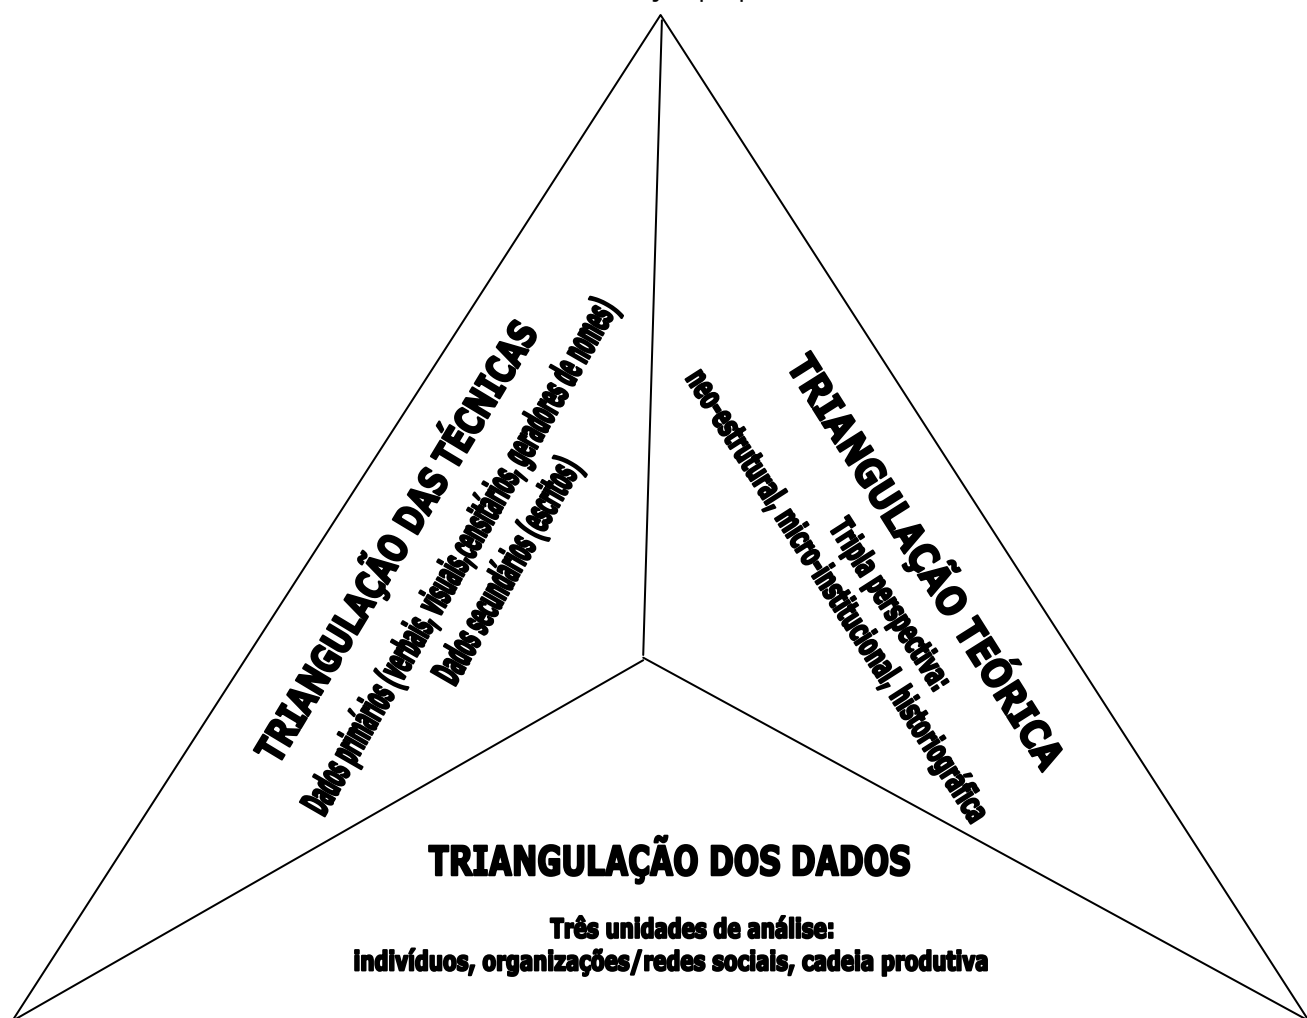 TRIANGULAÇÃO DAS TÉCNICAS
Dados primários (verbais, visuais,censitários, geradores de nomes)
Dados secundários (escritos)
TRIANGULAÇÃO TEÓRICA
Tripla perspectiva:
neo-estrutural, micro-institucional, historiográfica
TRIANGULAÇÃO DOS DADOS
Três unidades de análise:
indivíduos, organizações/redes sociais, cadeia produtiva